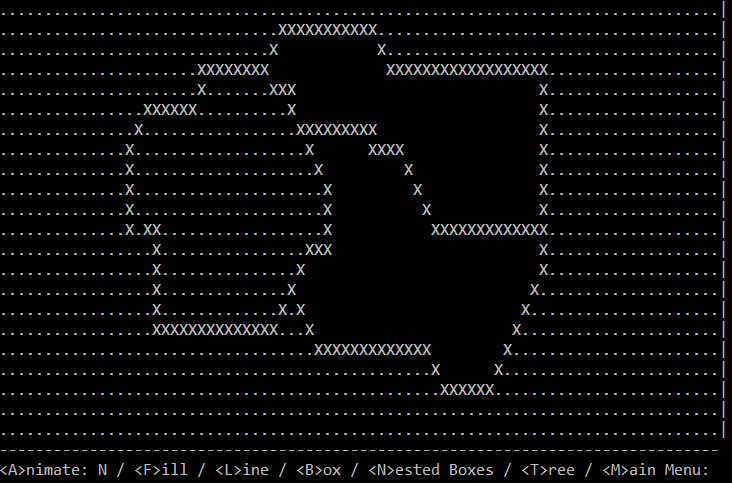 <A>nimate: N / <F>ill / <L>ine / <B>ox / <N>ested Boxes / <T>ree / <M>ain Menu: